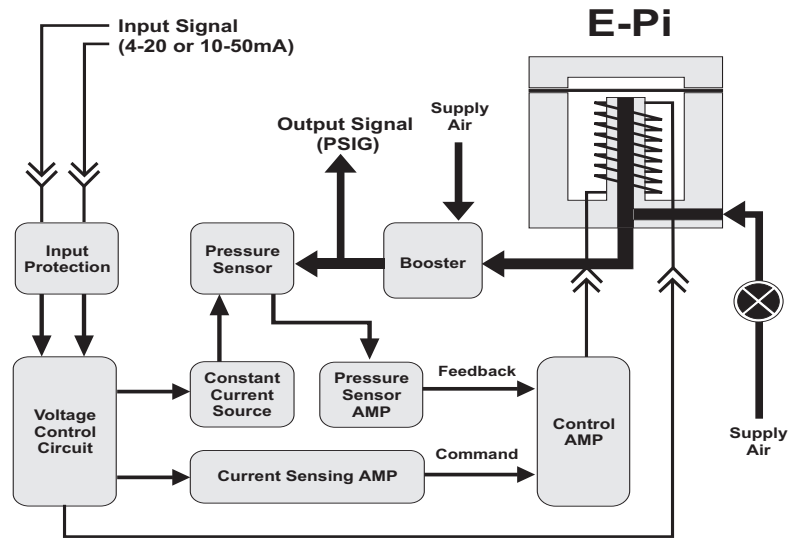 E-Pi
Input Signal
(4-20 or 10-50mA)
Output Signal
(PSIG)
Supply
Air
Input
Protection
Pressure
Sensor
Booster
Voltage
Control
Circuit
Constant
Current
Source
Pressure
Sensor
AMP
Feedback
Control
AMP
Current Sensing AMP
Command
Supply
Air